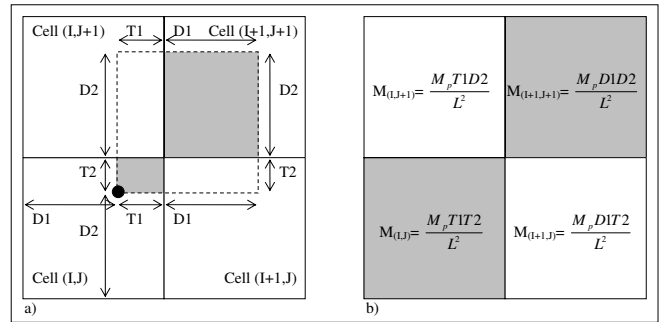 Cell (I,J+1) T1 D1 Cell (I+1,J+1)
D2 D2
T2 T2
D1 T1 D1
D2
Cell (I,J) Cell (I+1,J)
a)
M(I,J+1)= MpT1D2 / L²
M(I+1,J+1)= MpD1D2 / L²
M(I,J)= MpT1T2 / L²
M(I+1,J)= MpD1T2 / L²
b)